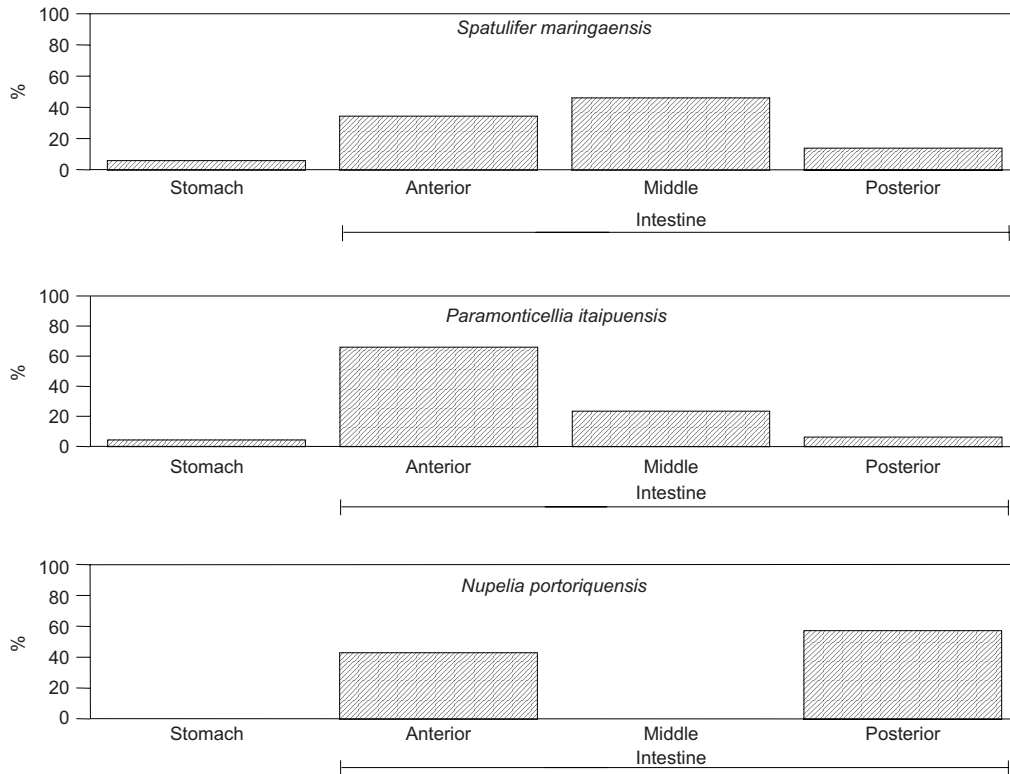 Spatulifer maringaensis
100
80
60
40
20
0
%
Stomach Anterior Middle Posterior
Intestine
Paramonticellia itaipuensis
100
80
60
40
20
0
%
Stomach Anterior Middle Posterior
Intestine
Nupelia portoriquensis
100
80
60
40
20
0
%
Stomach Anterior Middle Posterior
Intestine